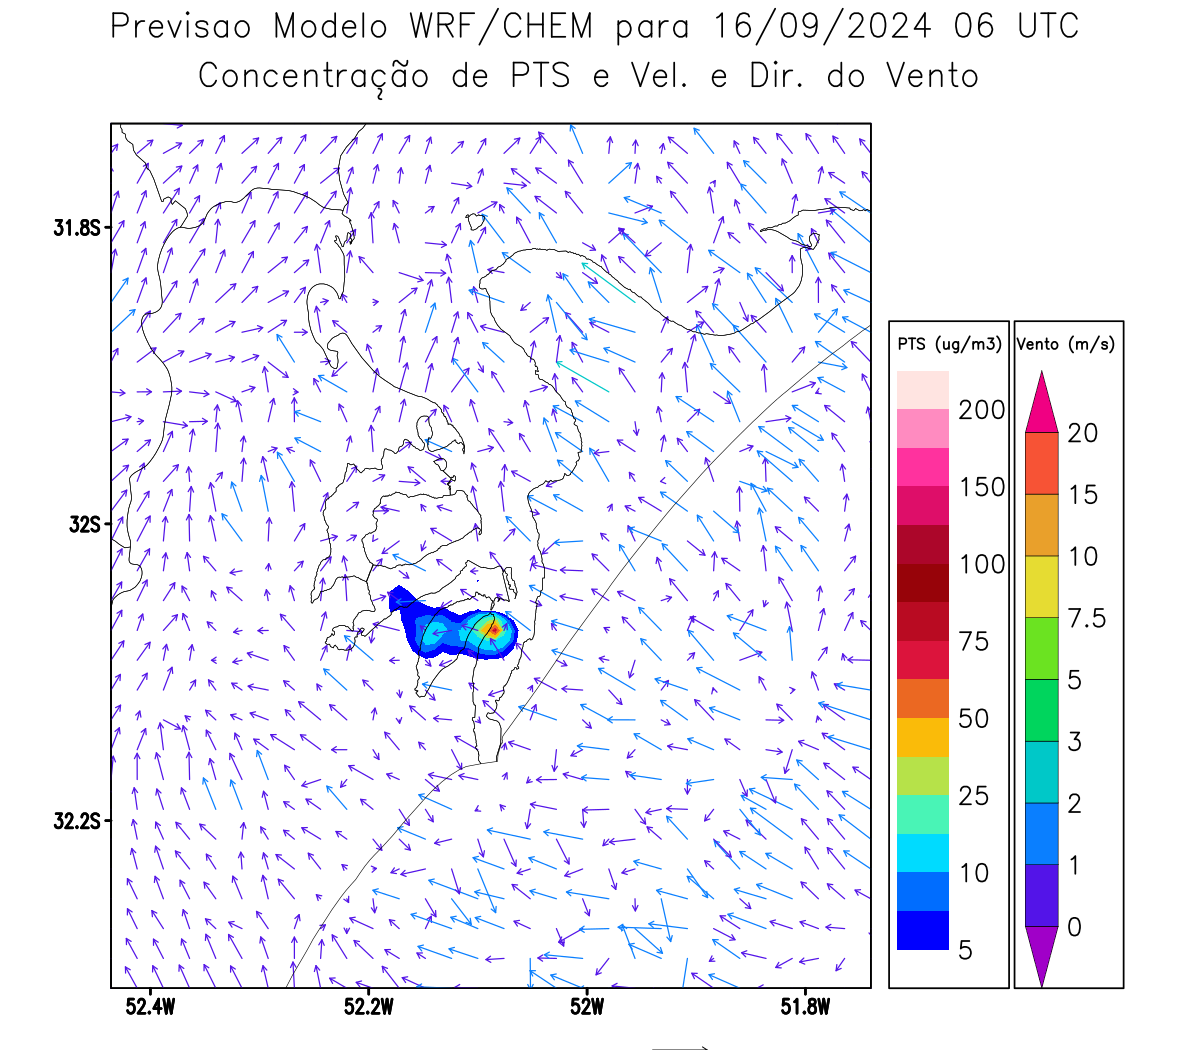 Previsao Modelo WRF/CHEM para 16/09/2024 06 UTC
Concentração de PTS e Vel. e Dir. do Vento
31.8S
32S
32.2S
52.4W 52.2W 52W 51.8W
PTS (ug/m3)
200
150
100
75
50
25
10
5
Vento (m/s)
20
15
10
7.5
5
3
2
1
0